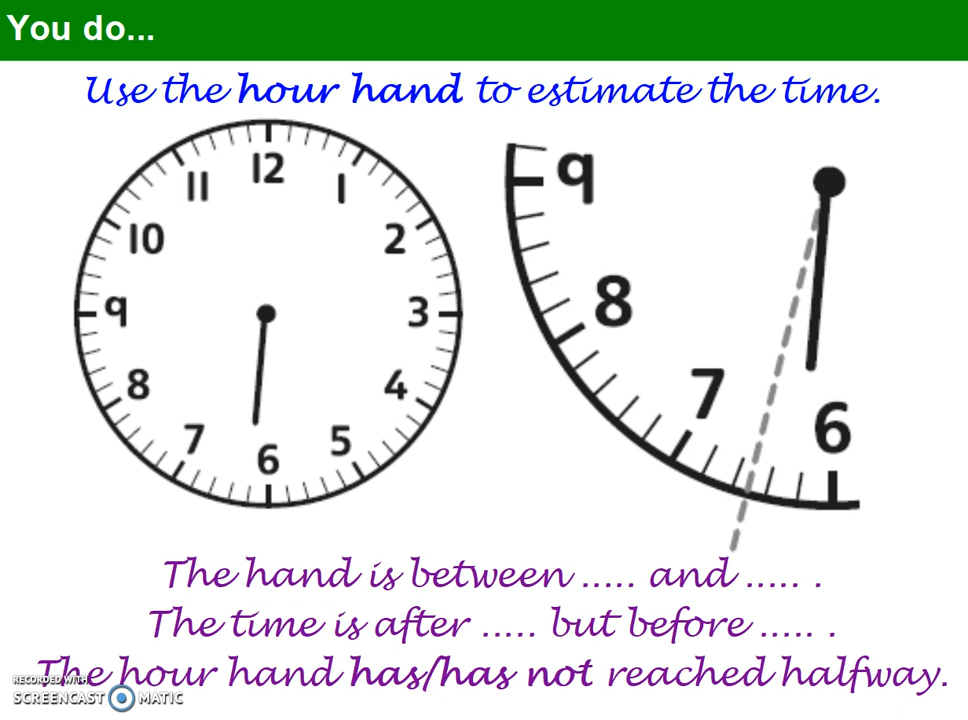 You do...
Use the hour hand to estimate the time.
12
11 1
10 2
9 3
8 4
7 5
6
9
8
7
6
The hand is between ..... and ..... .
The time is after ..... but before ..... .
The hour hand has/has not reached halfway.
RECORDED WITH
SCREENCAST MATIC